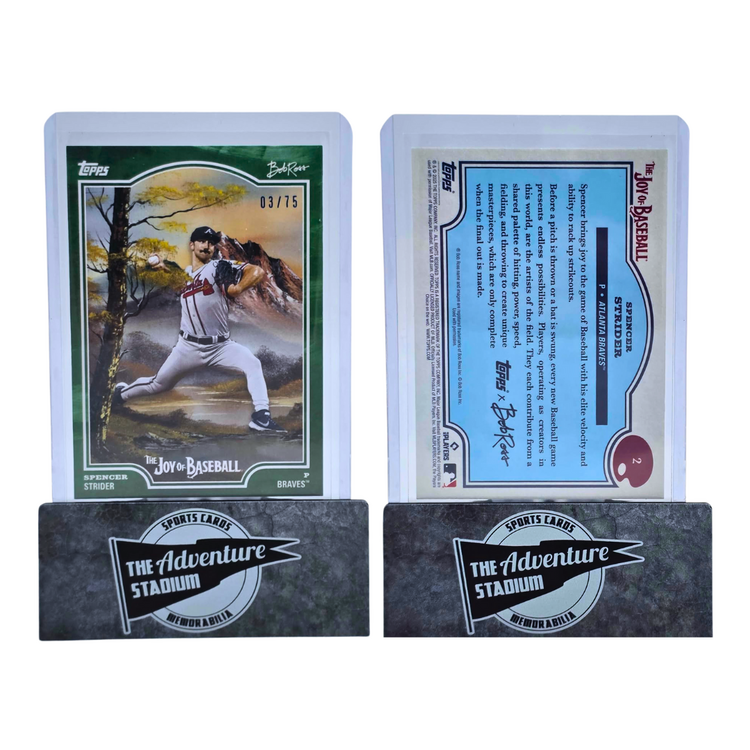 Topps
Bob Ross
03/75
THE JOY OF BASEBALL
SPENCER
STRIDER
P
BRAVES™
SPORTS CARDS
THE Adventure
STADIUM
MEMORABILIA
THE
JOY OF BASEBALL
2
SPENCER
STRIDER
P • ATLANTA BRAVES™
Spencer brings joy to the game of Baseball with his elite velocity and
ability to rack up strikeouts.
Before a pitch is thrown or a bat is swung, every new Baseball game
presents endless possibilities. Players, operating as creators in
this world, are the artists of the field. They each contribute from a
shared palette of hitting, power, speed,
fielding, and throwing to create unique
masterpieces, which are only complete
when the final out is made.
Topps x Bob Ross
Topps
PLAYERS
SPORTS CARDS
THE Adventure
STADIUM
MEMORABILIA